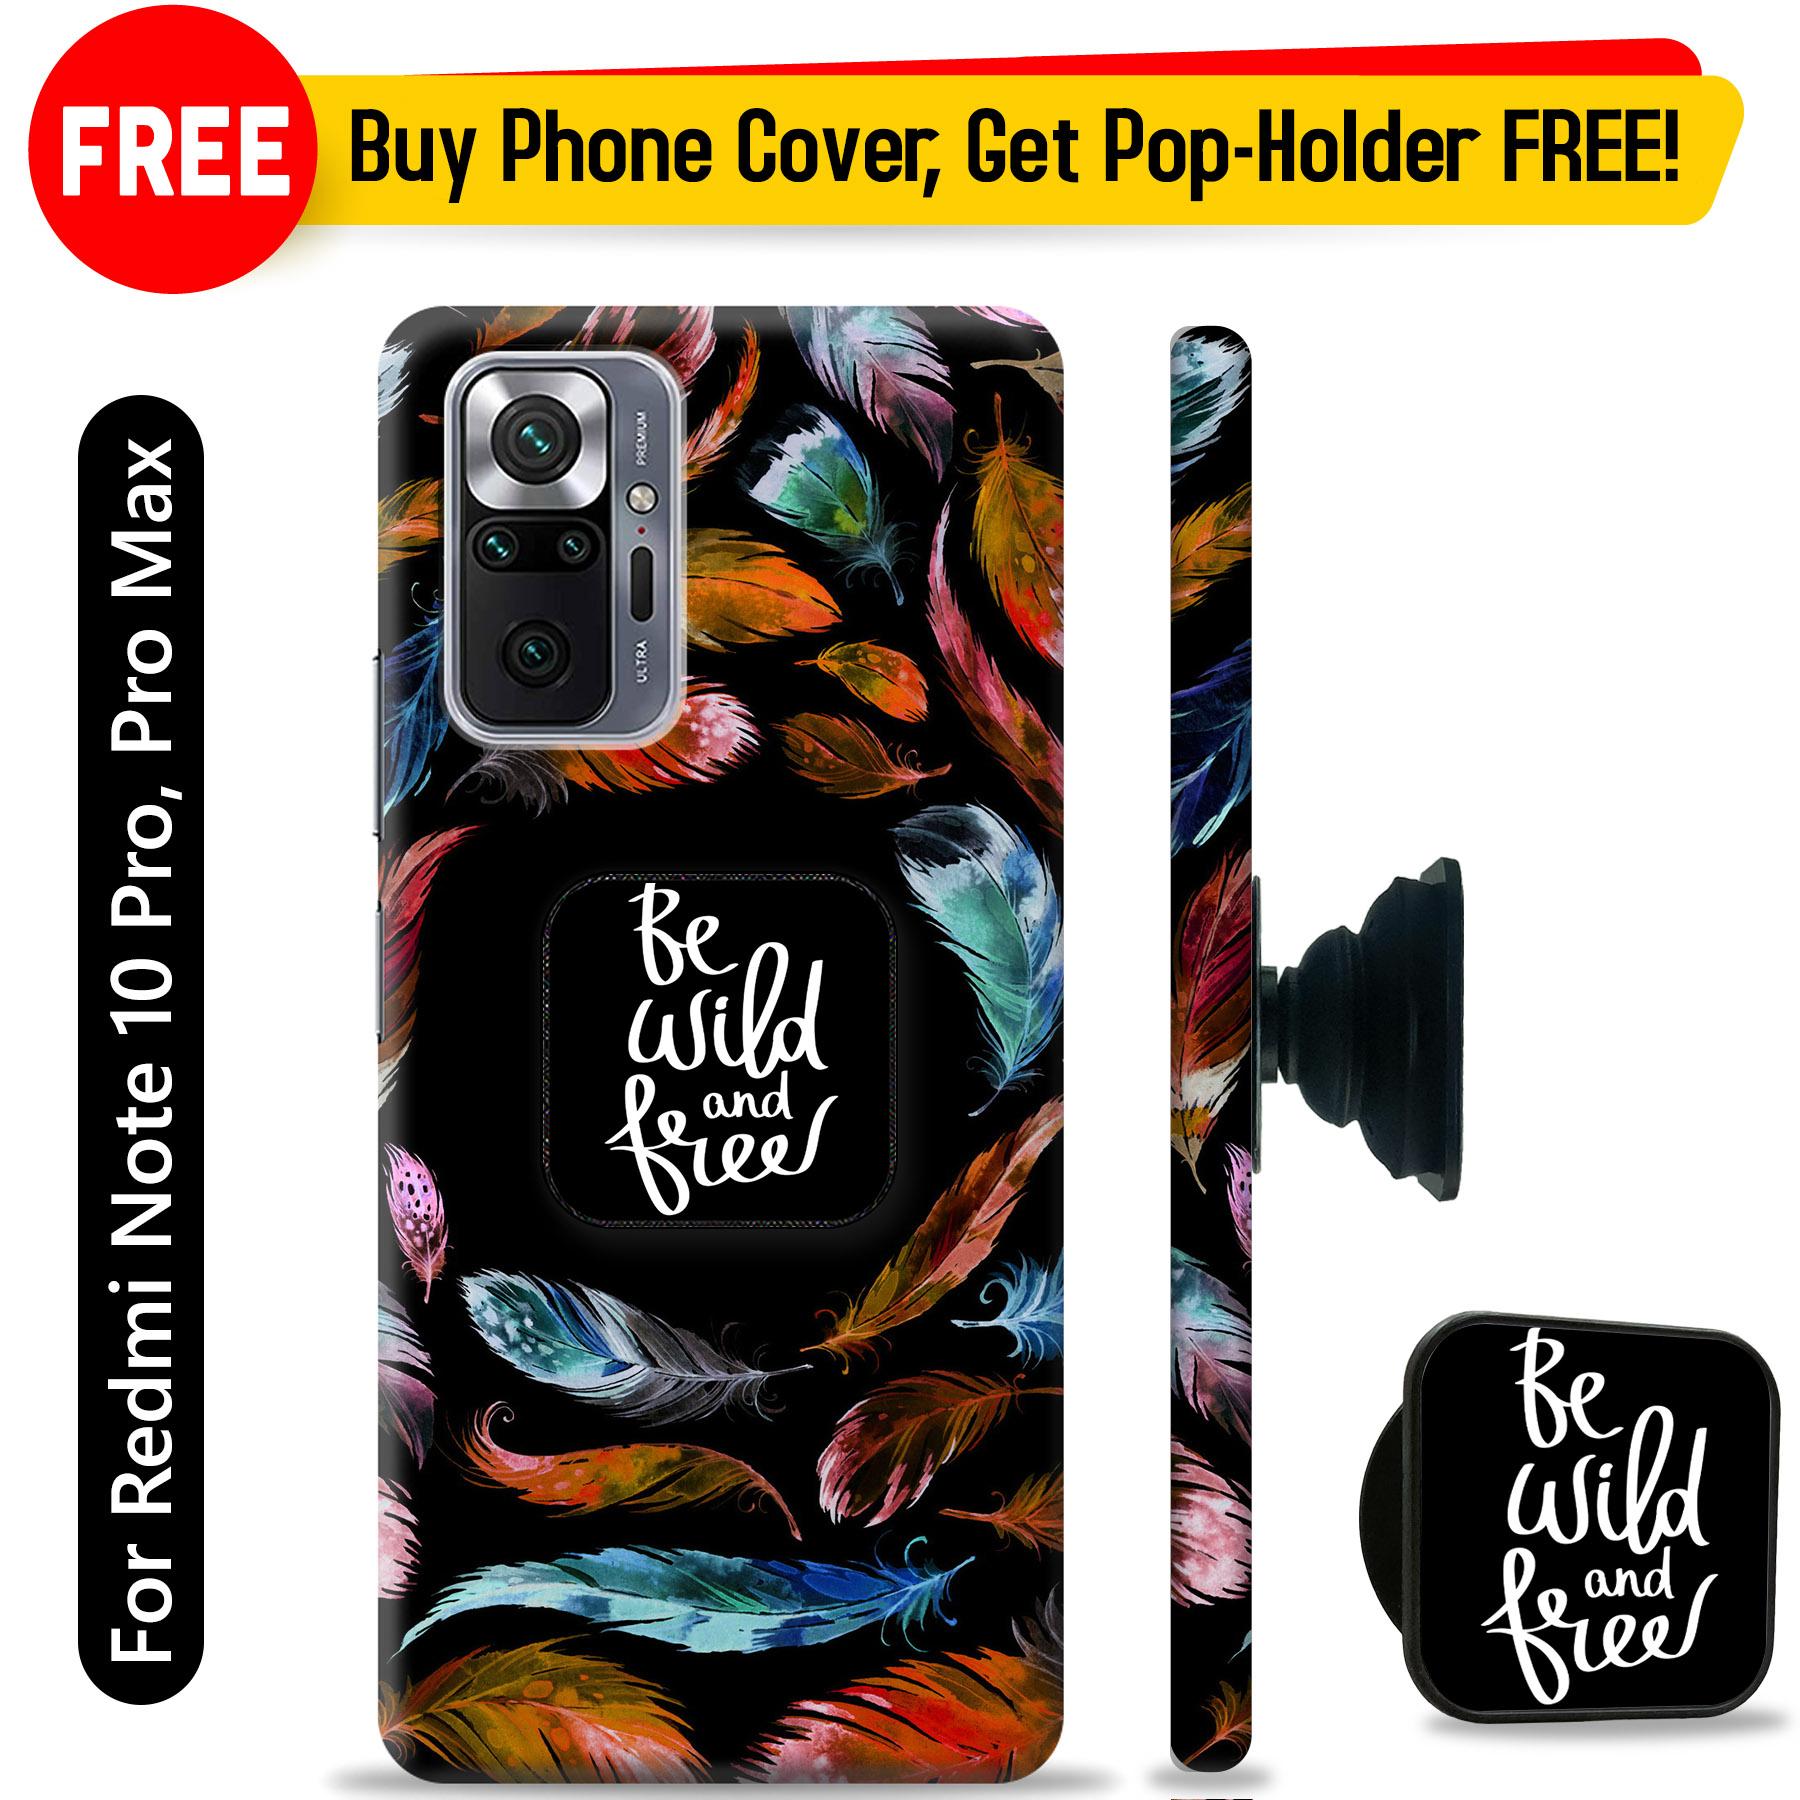 FREE
Buy Phone Cover, Get Pop-Holder FREE!
For Redmi Note 10 Pro, Pro Max
PREMIUM
ULTRA
Be
wild
and
free
Be
wild
and
free